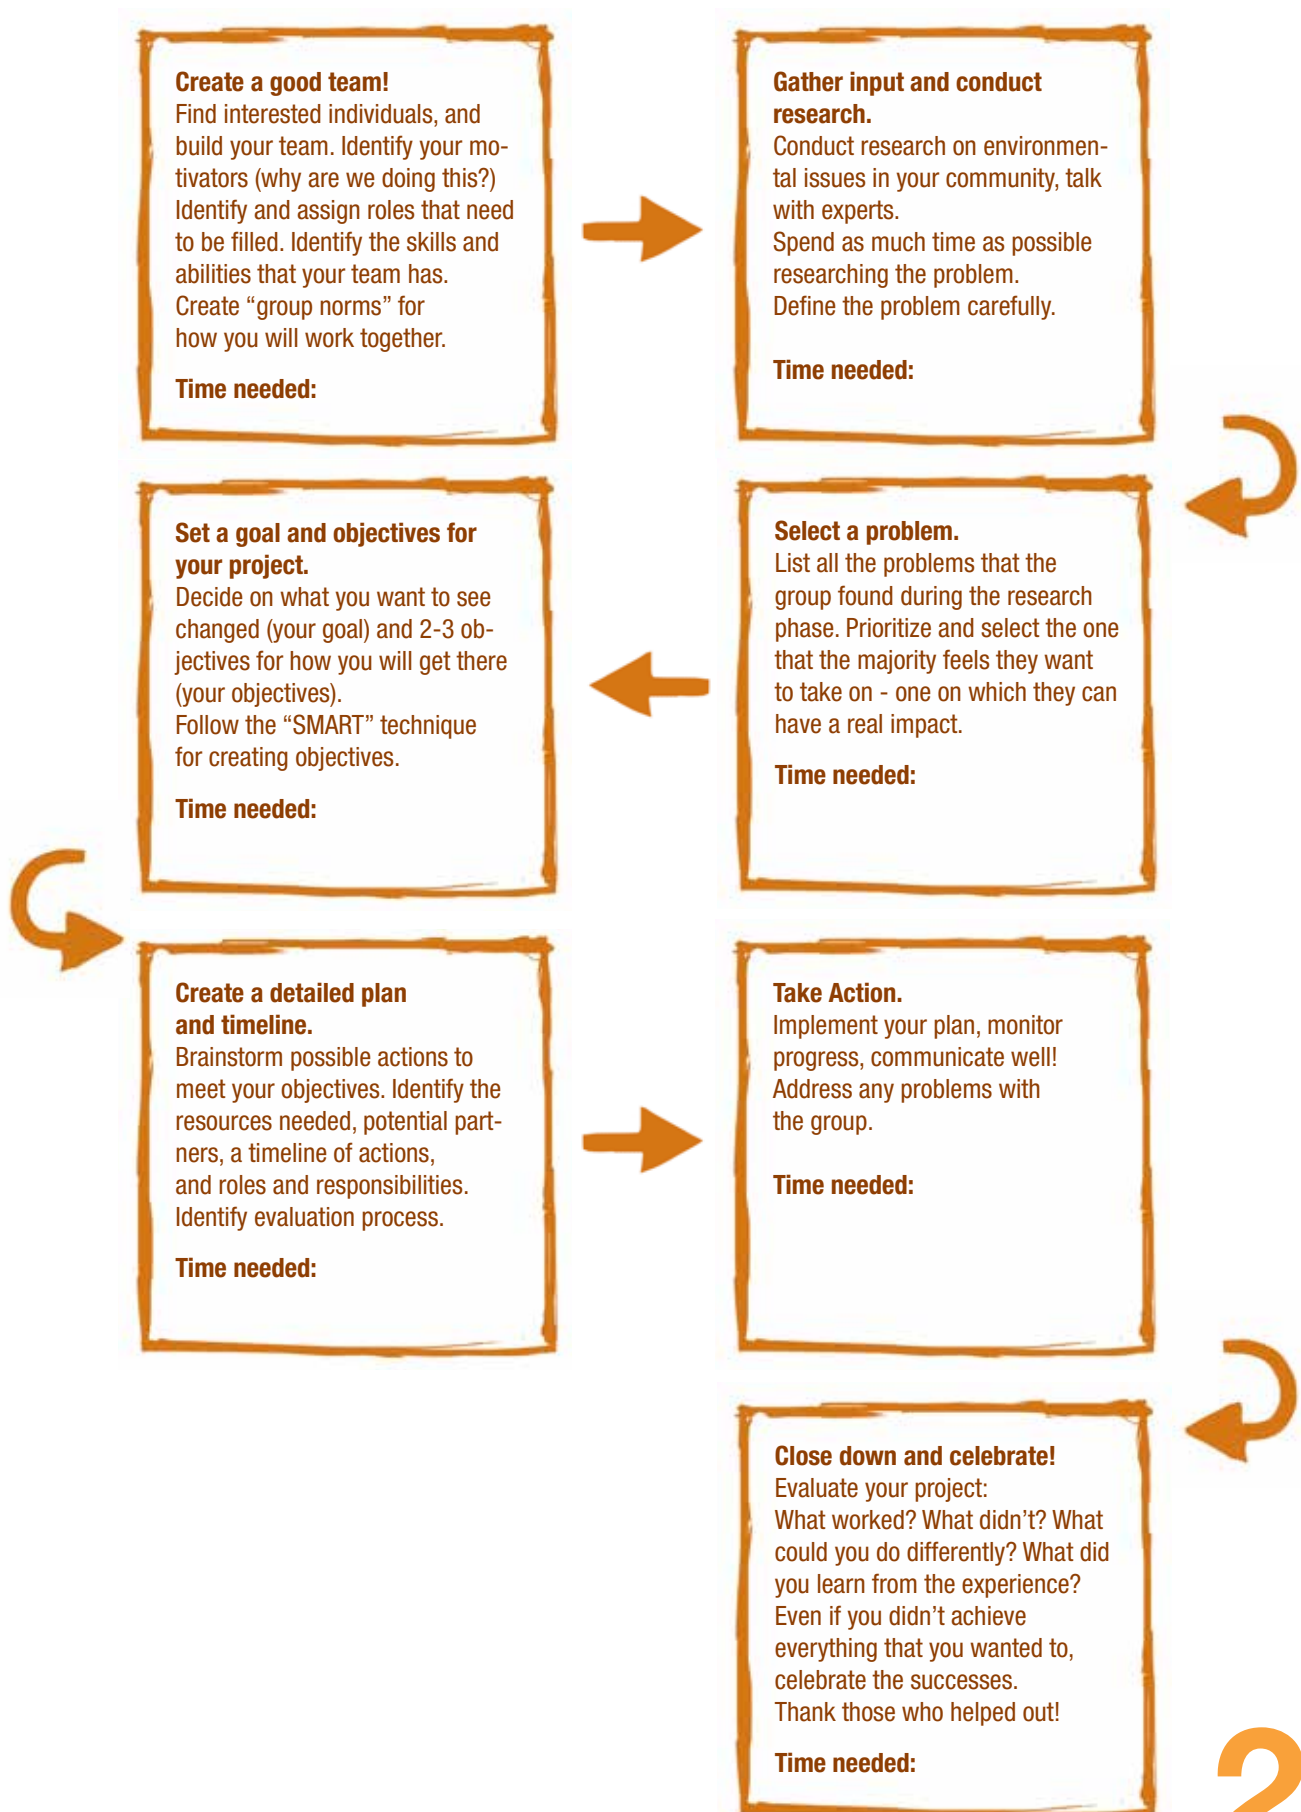 Create a good team!
Find interested individuals, and
build your team. Identify your mo-
tivators (why are we doing this?)
Identify and assign roles that need
to be filled. Identify the skills and
abilities that your team has.
Create “group norms” for
how you will work together.
Time needed:
Gather input and conduct
research.
Conduct research on environmen-
tal issues in your community, talk
with experts.
Spend as much time as possible
researching the problem.
Define the problem carefully.
Time needed:
Select a problem.
List all the problems that the
group found during the research
phase. Prioritize and select the one
that the majority feels they want
to take on - one on which they can
have a real impact.
Time needed:
Set a goal and objectives for
your project.
Decide on what you want to see
changed (your goal) and 2-3 ob-
jectives for how you will get there
(your objectives).
Follow the “SMART” technique
for creating objectives.
Time needed:
Create a detailed plan
and timeline.
Brainstorm possible actions to
meet your objectives. Identify the
resources needed, potential part-
ners, a timeline of actions,
and roles and responsibilities.
Identify evaluation process.
Time needed:
Take Action.
Implement your plan, monitor
progress, communicate well!
Address any problems with
the group.
Time needed:
Close down and celebrate!
Evaluate your project:
What worked? What didn’t? What
could you do differently? What did
you learn from the experience?
Even if you didn’t achieve
everything that you wanted to,
celebrate the successes.
Thank those who helped out!
Time needed:
2